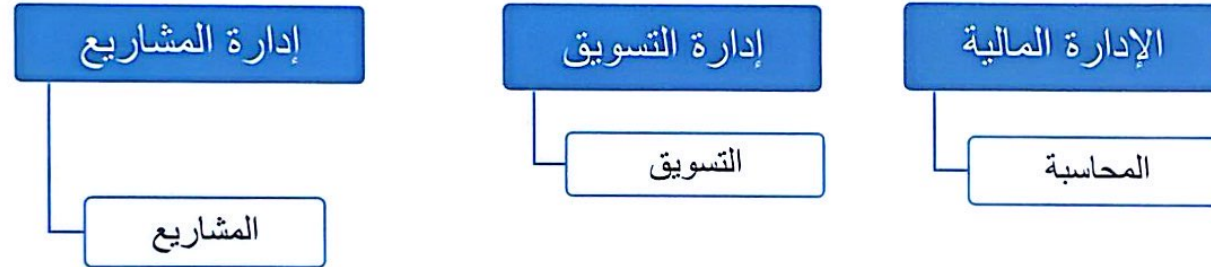 الإدارة المالية
إدارة التسويق
إدارة المشاريع
المحاسبة
التسويق
المشاريع